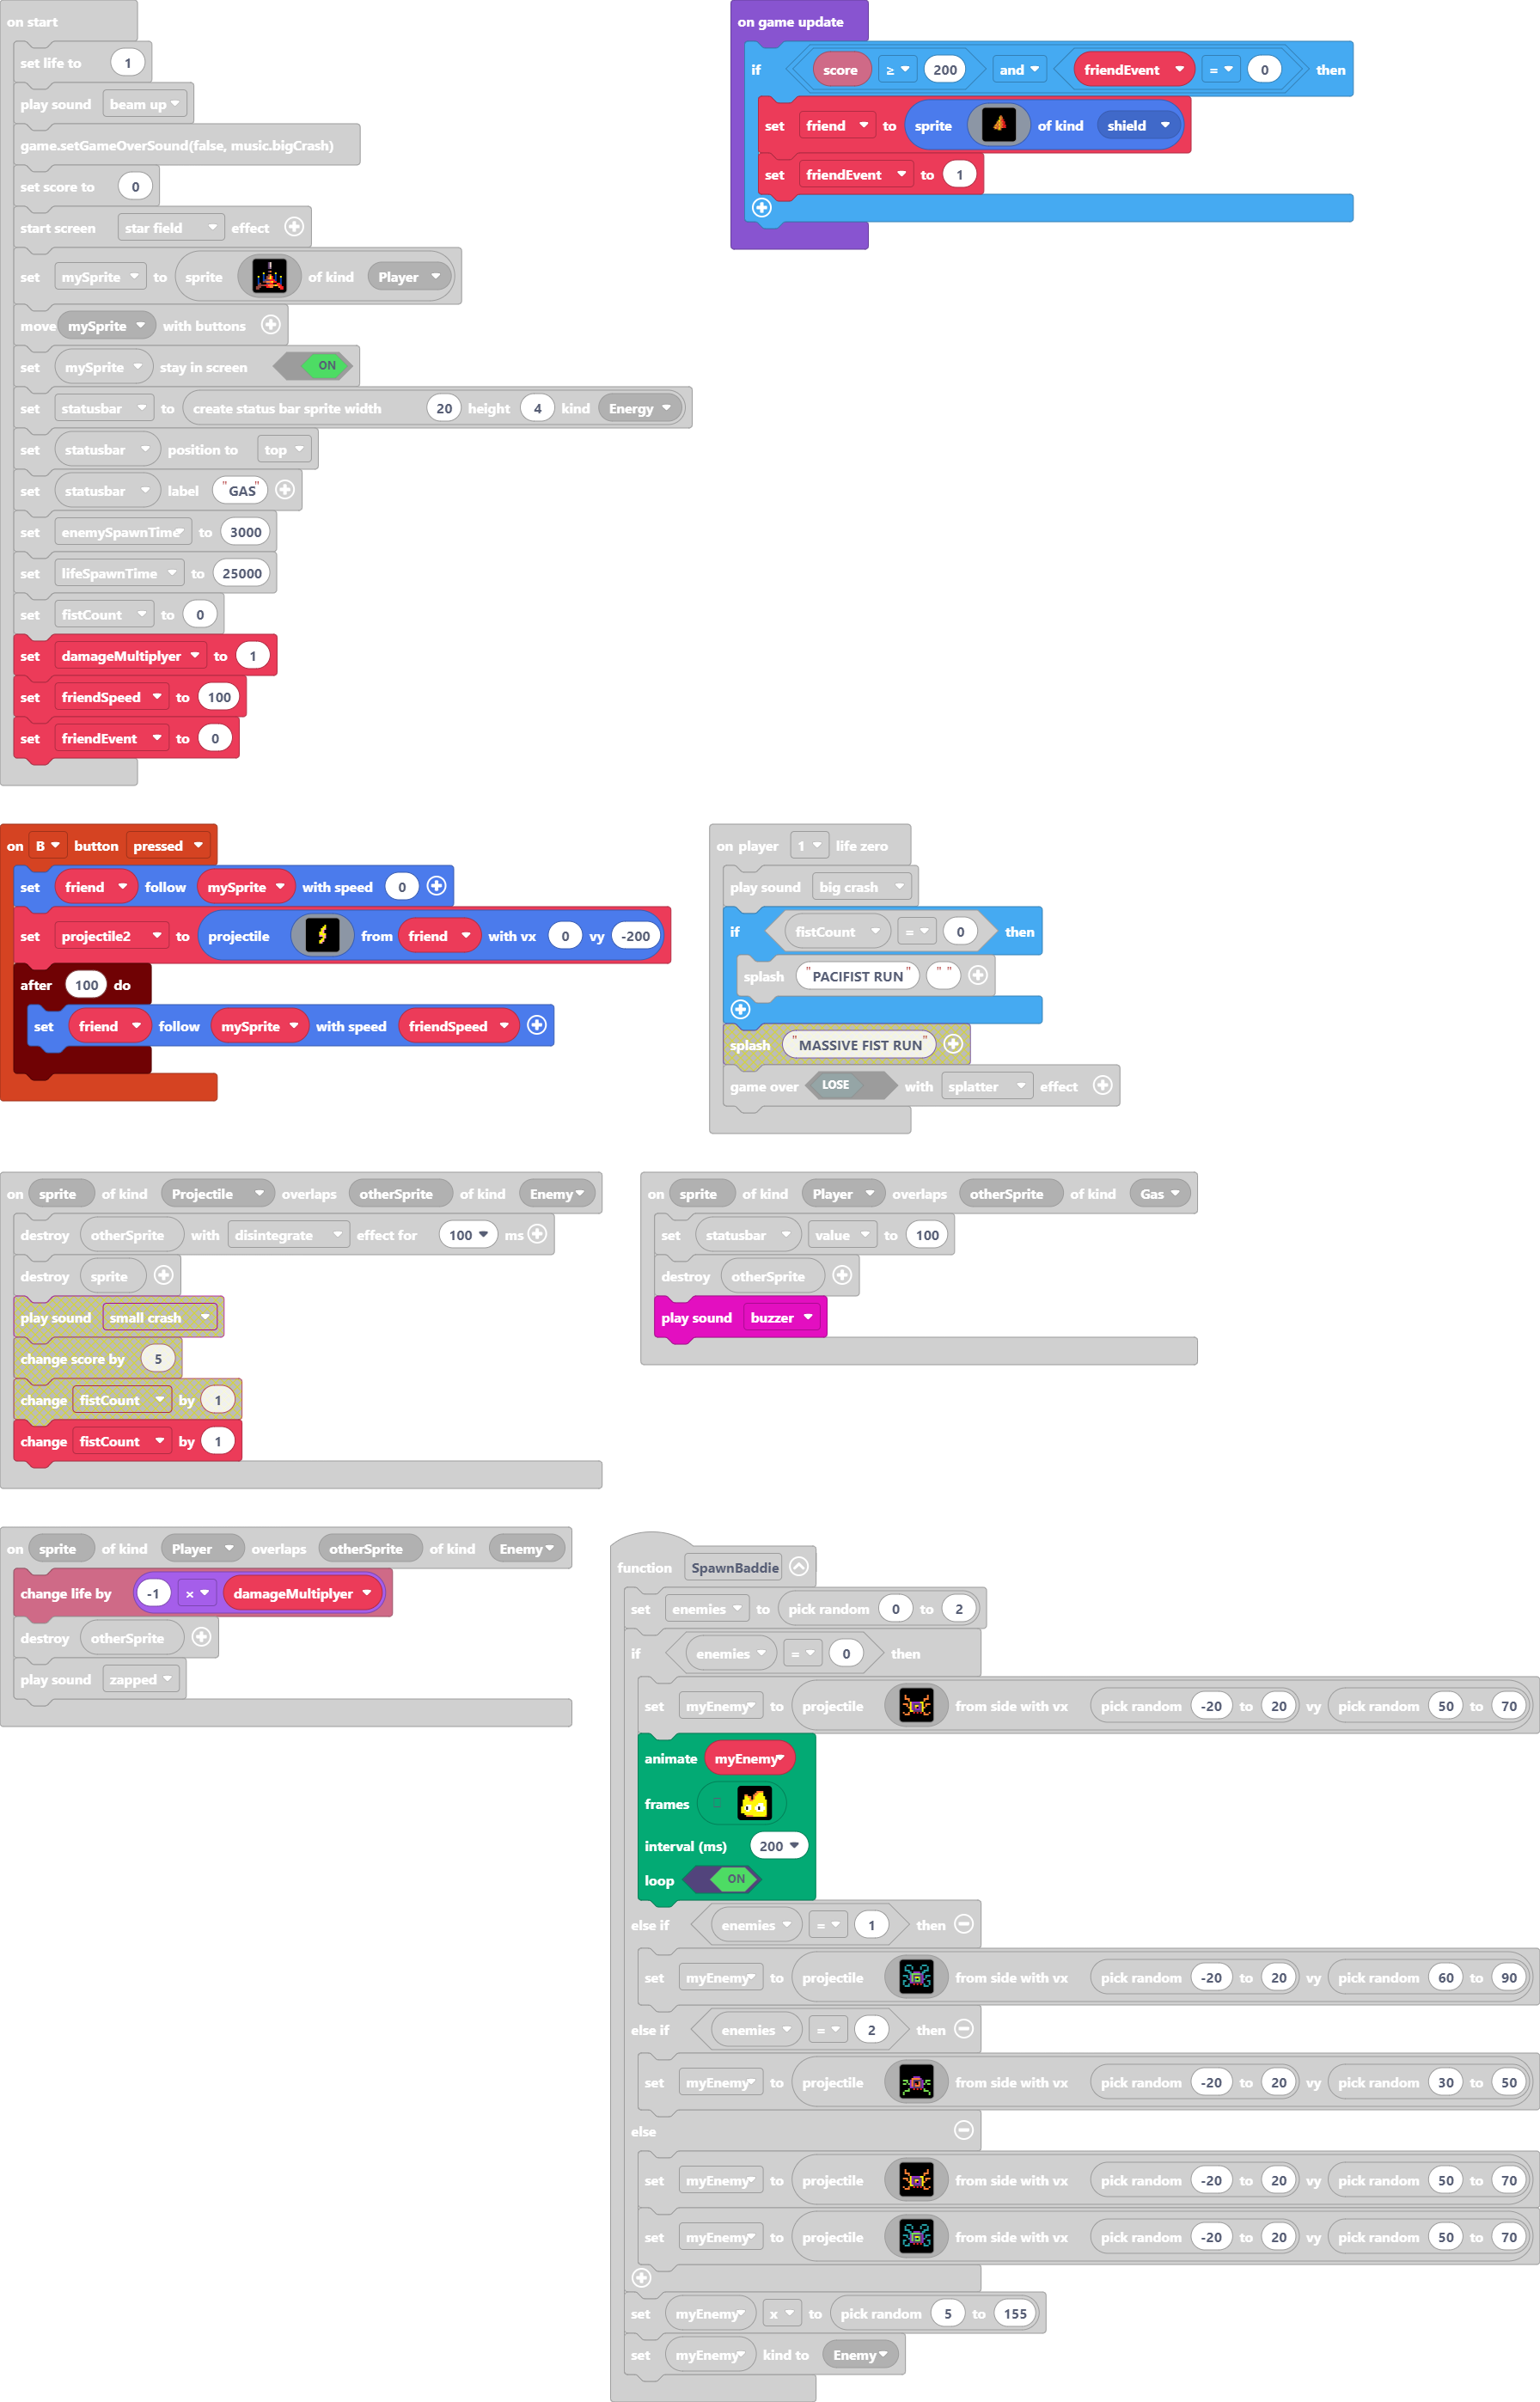 on start
set life to 1
play sound beam up
game.setGameOverSound(false, music.bigCrash)
set score to 0
start screen star field effect
set mySprite to sprite of kind Player
move mySprite with buttons
set mySprite stay in screen ON
set statusbar to create status bar sprite width 20 height 4 kind Energy
set statusbar position to top
set statusbar label "GAS"
set enemySpawnTime to 3000
set lifeSpawnTime to 25000
set fistCount to 0
set damageMultiplyer to 1
set friendSpeed to 100
set friendEvent to 0
on game update
if score ≥ 200 and friendEvent = 0 then
set friend to sprite of kind shield
set friendEvent to 1
on B button pressed
set friend follow mySprite with speed 0
set projectile2 to projectile from friend with vx 0 vy -200
after 100 do
set friend follow mySprite with speed friendSpeed
on player 1 life zero
play sound big crash
if fistCount = 0 then
splash "PACIFIST RUN" " "
splash "MASSIVE FIST RUN"
game over LOSE with splatter effect
on sprite of kind Projectile overlaps otherSprite of kind Enemy
destroy otherSprite with disintegrate effect for 100 ms
destroy sprite
play sound small crash
change score by 5
change fistCount by 1
change fistCount by 1
on sprite of kind Player overlaps otherSprite of kind Gas
set statusbar value to 100
destroy otherSprite
play sound buzzer
on sprite of kind Player overlaps otherSprite of kind Enemy
change life by -1 × damageMultiplyer
destroy otherSprite
play sound zapped
function SpawnBaddie
set enemies to pick random 0 to 2
if enemies = 0 then
set myEnemy to projectile from side with vx pick random -20 to 20 vy pick random 50 to 70
animate myEnemy
frames
interval (ms) 200
loop ON
else if enemies = 1 then
set myEnemy to projectile from side with vx pick random -20 to 20 vy pick random 60 to 90
else if enemies = 2 then
set myEnemy to projectile from side with vx pick random -20 to 20 vy pick random 30 to 50
else
set myEnemy to projectile from side with vx pick random -20 to 20 vy pick random 50 to 70
set myEnemy to projectile from side with vx pick random -20 to 20 vy pick random 50 to 70
set myEnemy x to pick random 5 to 155
set myEnemy kind to Enemy